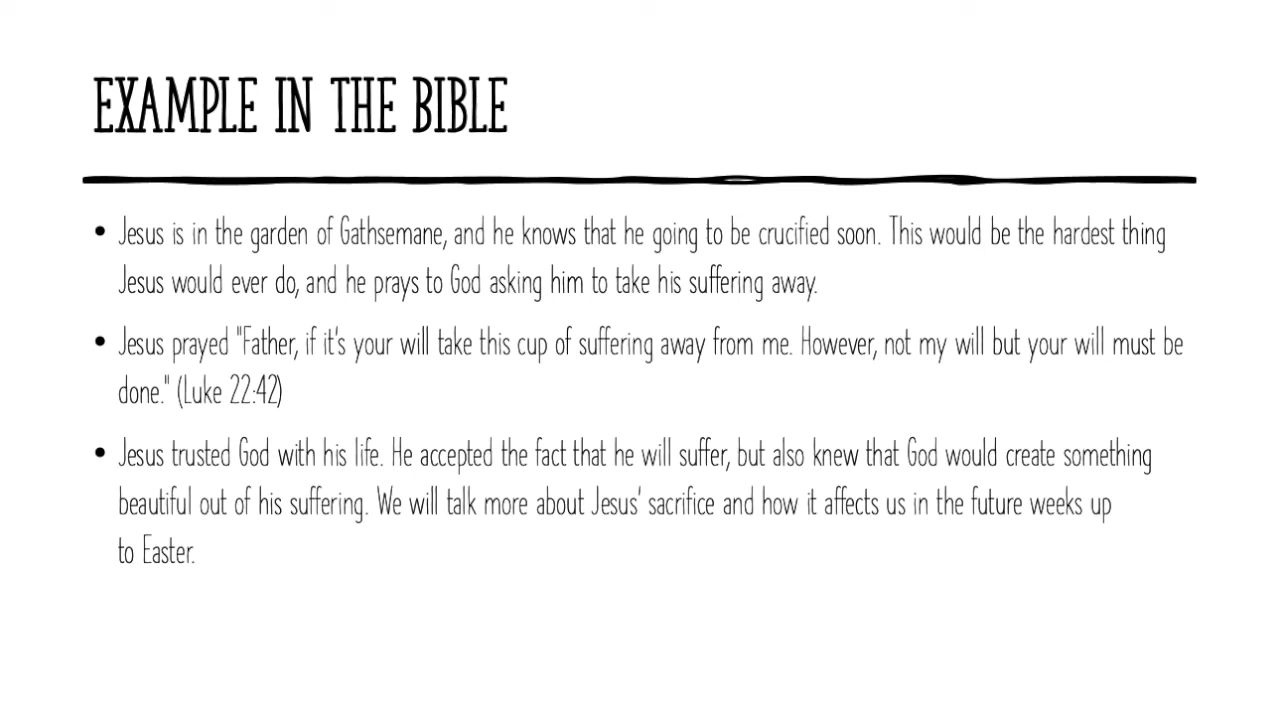 EXAMPLE IN THE BIBLE
• Jesus is in the garden of Gathsemane, and he knows that he going to be crucified soon. This would be the hardest thing
Jesus would ever do, and he prays to God asking him to take his suffering away.
• Jesus prayed "Father, if it's your will take this cup of suffering away from me. However, not my will but your will must be
done." (Luke 22:42)
• Jesus trusted God with his life. He accepted the fact that he will suffer, but also knew that God would create something
beautiful out of his suffering. We will talk more about Jesus' sacrifice and how it affects us in the future weeks up
to Easter.